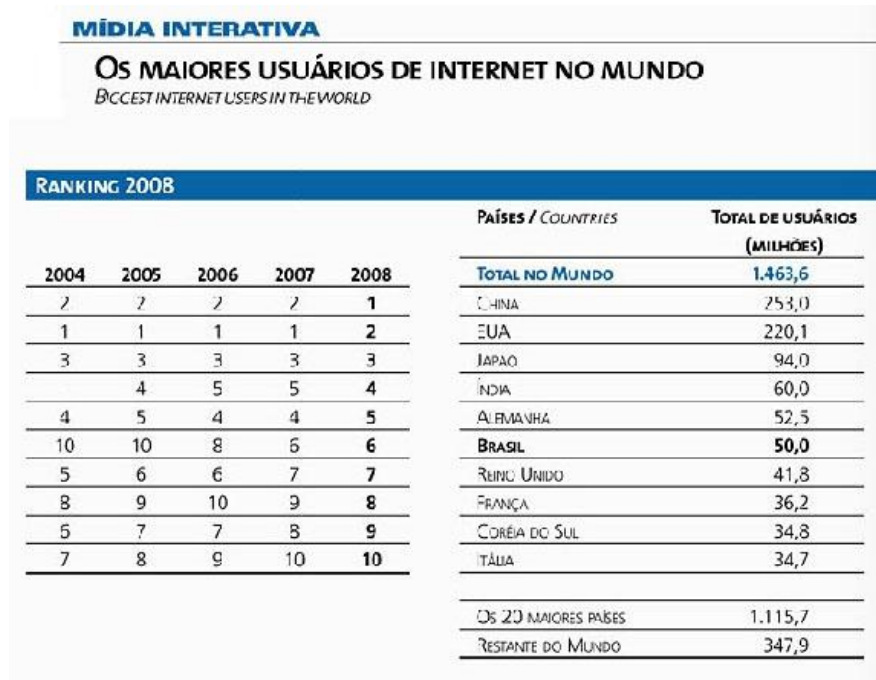 MÍDIA INTERATIVA
OS MAIORES USUÁRIOS DE INTERNET NO MUNDO
BIGGEST INTERNET USERS IN THE WORLD
RANKING 2008
PAÍSES / COUNTRIES TOTAL DE USUÁRIOS
(MILHÕES)
2004 2005 2006 2007 2008 TOTAL NO MUNDO 1.463,6
2 2 2 2 1 CHINA 253,0
1 1 1 1 2 EUA 220,1
3 3 3 3 3 JAPÃO 94,0
4 5 5 4 ÍNDIA 60,0
4 5 4 4 5 ALEMANHA 52,5
10 10 8 6 6 BRASIL 50,0
5 6 6 7 7 REINO UNIDO 41,8
8 9 10 9 8 FRANÇA 36,2
6 7 7 8 9 CORÉIA DO SUL 34,8
7 8 9 10 10 ITÁLIA 34,7
OS 20 MAIORES PAÍSES 1.115,7
RESTANTE DO MUNDO 347,9